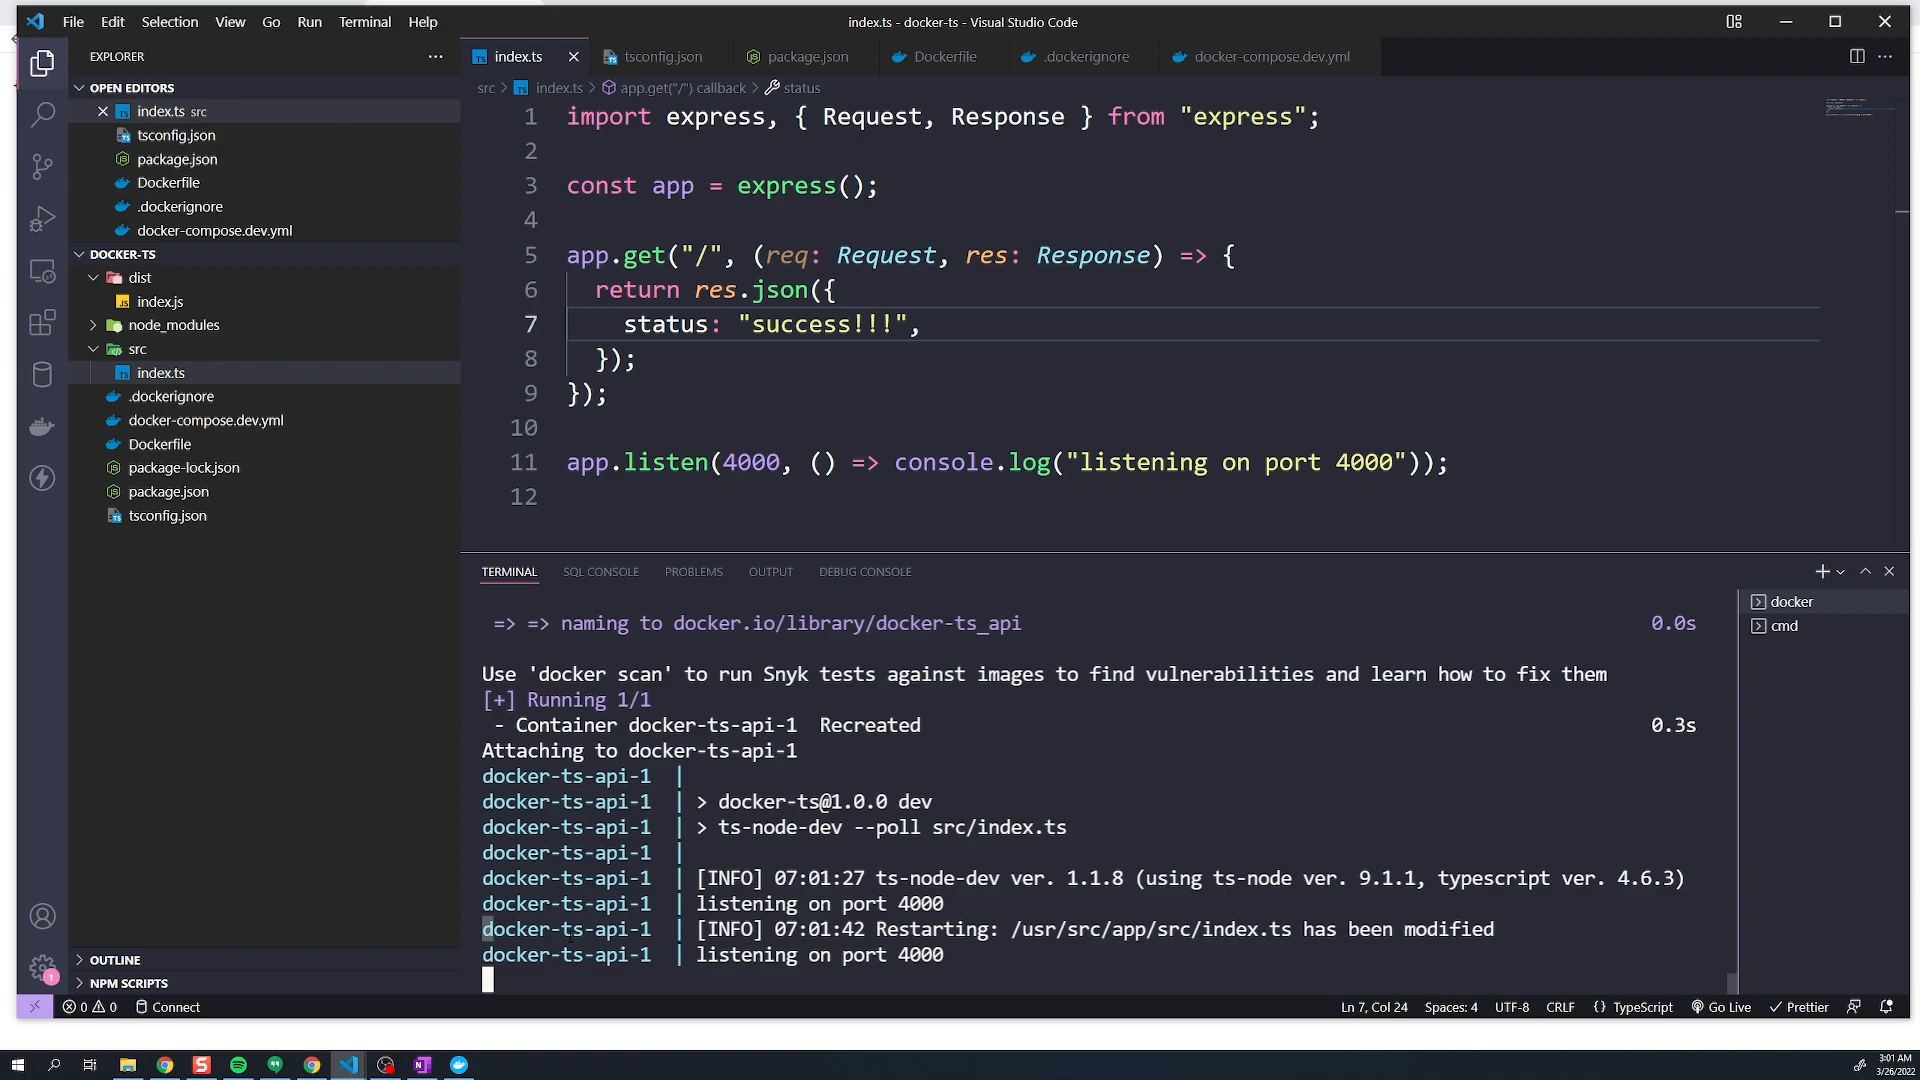 File Edit Selection View Go Run Terminal Help
index.ts - docker-ts - Visual Studio Code
EXPLORER
OPEN EDITORS
index.ts src
tsconfig.json
package.json
Dockerfile
.dockerignore
docker-compose.dev.yml
DOCKER-TS
dist
JS index.js
node_modules
src
TS index.ts
.dockerignore
docker-compose.dev.yml
Dockerfile
package-lock.json
package.json
tsconfig.json
OUTLINE
NPM SCRIPTS
index.ts tsconfig.json package.json Dockerfile .dockerignore docker-compose.dev.yml
src > TS index.ts > app.get("/") callback > status
1 import express, { Request, Response } from "express";
2
3 const app = express();
4
5 app.get("/", (req: Request, res: Response) => {
6 return res.json({
7 status: "success!!!",
8 });
9 });
10
11 app.listen(4000, () => console.log("listening on port 4000"));
12
TERMINAL SQL CONSOLE PROBLEMS OUTPUT DEBUG CONSOLE
docker
cmd
=> => naming to docker.io/library/docker-ts_api 0.0s
Use 'docker scan' to run Snyk tests against images to find vulnerabilities and learn how to fix them
[+] Running 1/1
- Container docker-ts-api-1 Recreated 0.3s
Attaching to docker-ts-api-1
docker-ts-api-1 |
docker-ts-api-1 | > docker-ts@1.0.0 dev
docker-ts-api-1 | > ts-node-dev --poll src/index.ts
docker-ts-api-1 |
docker-ts-api-1 | [INFO] 07:01:27 ts-node-dev ver. 1.1.8 (using ts-node ver. 9.1.1, typescript ver. 4.6.3)
docker-ts-api-1 | listening on port 4000
docker-ts-api-1 | [INFO] 07:01:42 Restarting: /usr/src/app/src/index.ts has been modified
docker-ts-api-1 | listening on port 4000
0 0 Connect
Ln 7, Col 24 Spaces: 4 UTF-8 CRLF {} TypeScript Go Live Prettier
3:01 AM
3/26/2022